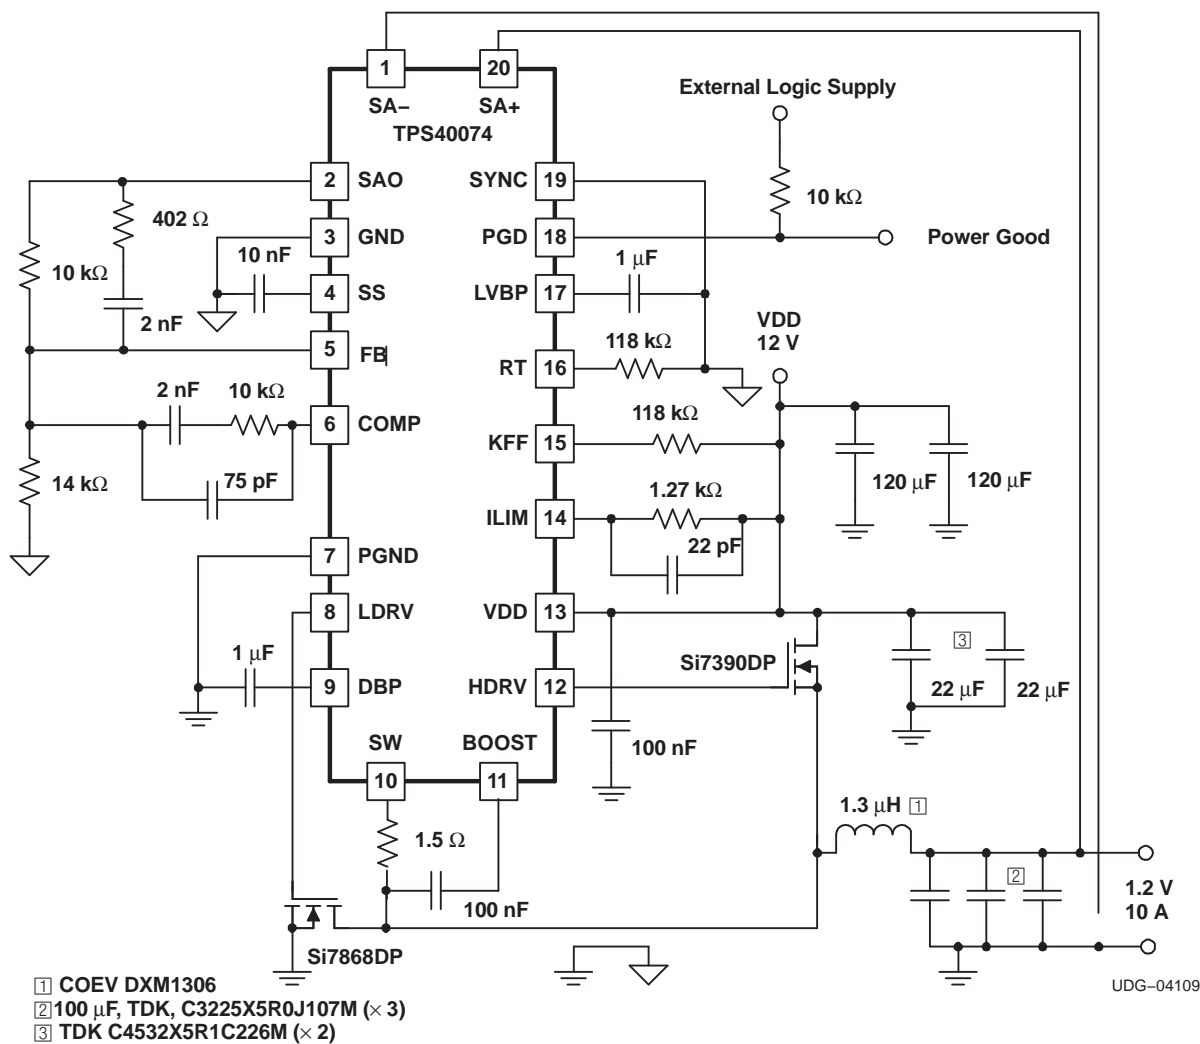 1
20
SA−
SA+
TPS40074
External Logic Supply
2
SAO
SYNC
19
10 kΩ
402 Ω
3
GND
PGD
18
Power Good
10 nF
1 μF
10 kΩ
4
SS
LVBP
17
2 nF
VDD
12 V
5
FB
118 kΩ
RT
16
2 nF
10 kΩ
6
COMP
118 kΩ
KFF
15
14 kΩ
75 pF
1.27 kΩ
120 μF
120 μF
ILIM
14
22 pF
7
PGND
8
LDRV
VDD
13
1 μF
Si7390DP
3
9
DBP
HDRV
12
22 μF
22 μF
SW
BOOST
100 nF
10
11
1.3 μH 1
1.5 Ω
2
1.2 V
10 A
100 nF
Si7868DP
UDG−04109
1 COEV DXM1306
2 100 μF, TDK, C3225X5R0J107M (× 3)
3 TDK C4532X5R1C226M (× 2)